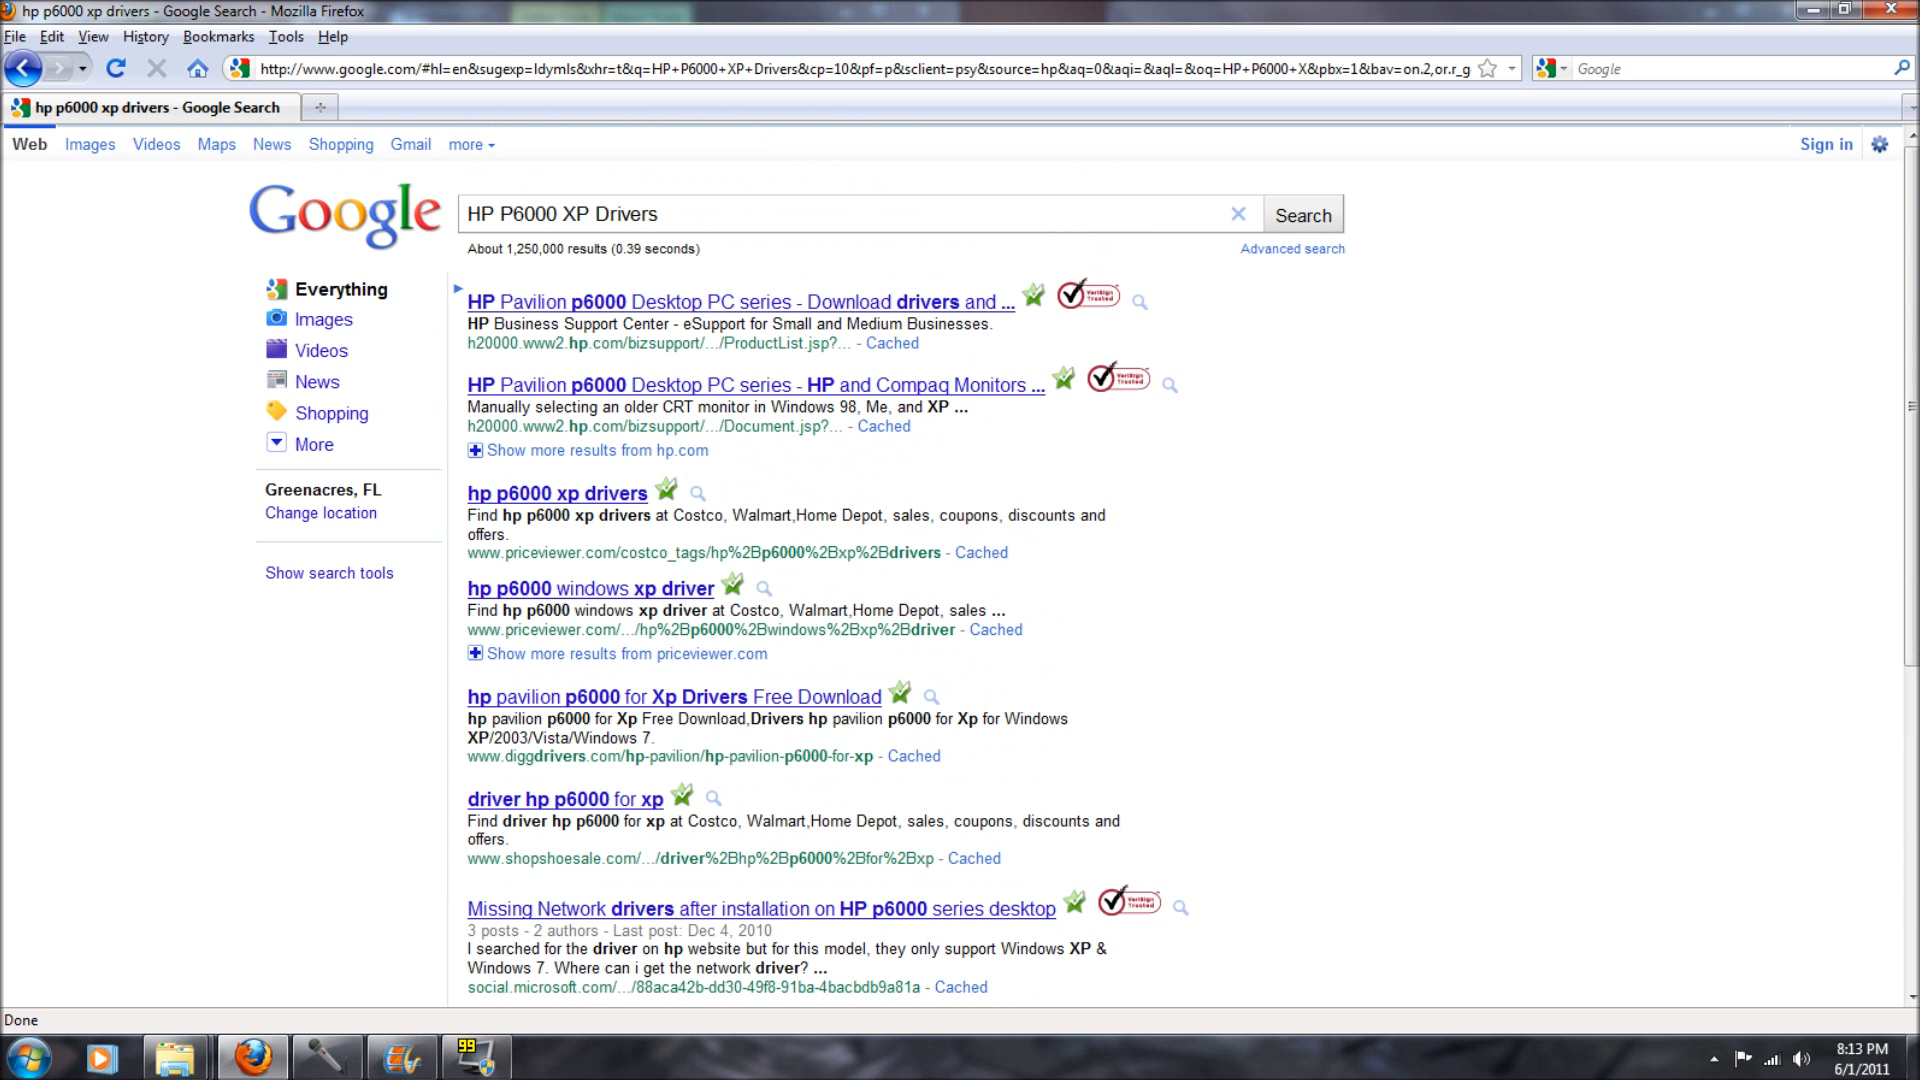 hp p6000 xp drivers - Google Search - Mozilla Firefox
File Edit View History Bookmarks Tools Help
http://www.google.com/#hl=en&sugexp=ldymls&xhr=t&q=HP+P6000+XP+Drivers&cp=10&pf=p&sclient=psy&source=hp&aq=0&aqi=&aql=&oq=HP+P6000+X&pbx=1&bav=on.2,or.r_g
Google
hp p6000 xp drivers - Google Search
Web Images Videos Maps News Shopping Gmail more
Sign in
Google
HP P6000 XP Drivers
Search
About 1,250,000 results (0.39 seconds)
Advanced search
Everything
Images
Videos
News
Shopping
More
Greenacres, FL
Change location
Show search tools
HP Pavilion p6000 Desktop PC series - Download drivers and ...
VeriSign Trusted
HP Business Support Center - eSupport for Small and Medium Businesses.
h20000.www2.hp.com/bizsupport/.../ProductList.jsp?... - Cached
HP Pavilion p6000 Desktop PC series - HP and Compaq Monitors ...
VeriSign Trusted
Manually selecting an older CRT monitor in Windows 98, Me, and XP ...
h20000.www2.hp.com/bizsupport/.../Document.jsp?... - Cached
Show more results from hp.com
hp p6000 xp drivers
Find hp p6000 xp drivers at Costco, Walmart,Home Depot, sales, coupons, discounts and
offers.
www.priceviewer.com/costco_tags/hp%2Bp6000%2Bxp%2Bdrivers - Cached
hp p6000 windows xp driver
Find hp p6000 windows xp driver at Costco, Walmart,Home Depot, sales ...
www.priceviewer.com/.../hp%2Bp6000%2Bwindows%2Bxp%2Bdriver - Cached
Show more results from priceviewer.com
hp pavilion p6000 for Xp Drivers Free Download
hp pavilion p6000 for Xp Free Download,Drivers hp pavilion p6000 for Xp for Windows
XP/2003/Vista/Windows 7.
www.diggdrivers.com/hp-pavilion/hp-pavilion-p6000-for-xp - Cached
driver hp p6000 for xp
Find driver hp p6000 for xp at Costco, Walmart,Home Depot, sales, coupons, discounts and
offers.
www.shopshoesale.com/.../driver%2Bhp%2Bp6000%2Bfor%2Bxp - Cached
Missing Network drivers after installation on HP p6000 series desktop
VeriSign Trusted
3 posts - 2 authors - Last post: Dec 4, 2010
I searched for the driver on hp website but for this model, they only support Windows XP &
Windows 7. Where can i get the network driver? ...
social.microsoft.com/.../88aca42b-dd30-49f8-91ba-4bacbdb9a81a - Cached
Done
99
8:13 PM
6/1/2011